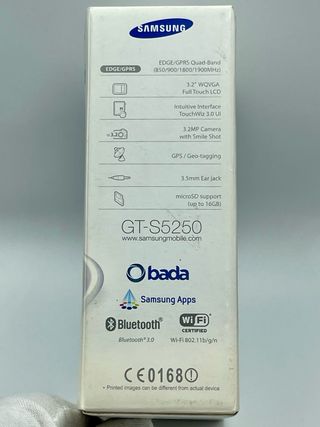 SAMSUNG
EDGE/GPRS
EDGE/GPRS Quad-Band
(850/900/1800/1900MHz)
3.2" WQVGA
Full Touch LCD
Intuitive Interface
TouchWiz 3.0 UI
3.2MP Camera
with Smile Shot
GPS / Geo-tagging
3.5mm Ear jack
microSD support
(up to 16GB)
GT-S5250
www.samsungmobile.com
bada
Samsung Apps
Bluetooth®
Wi Fi
CERTIFIED
Bluetooth® 3.0
Wi-Fi 802.11b/g/n
CE0168
• Printed images can be different from actual device